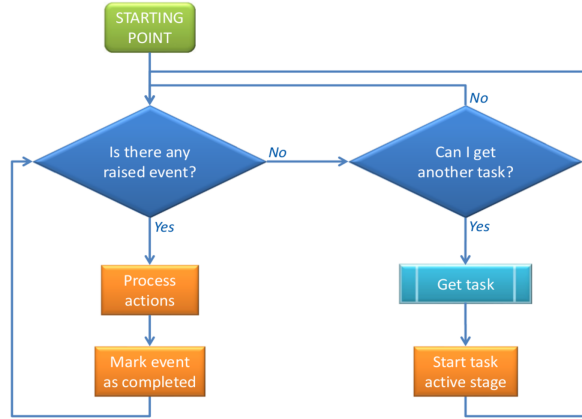 STARTING
POINT
No
Is there any
raised event?
No
Can I get
another task?
Yes
Yes
Process
actions
Get task
Mark event
as completed
Start task
active stage